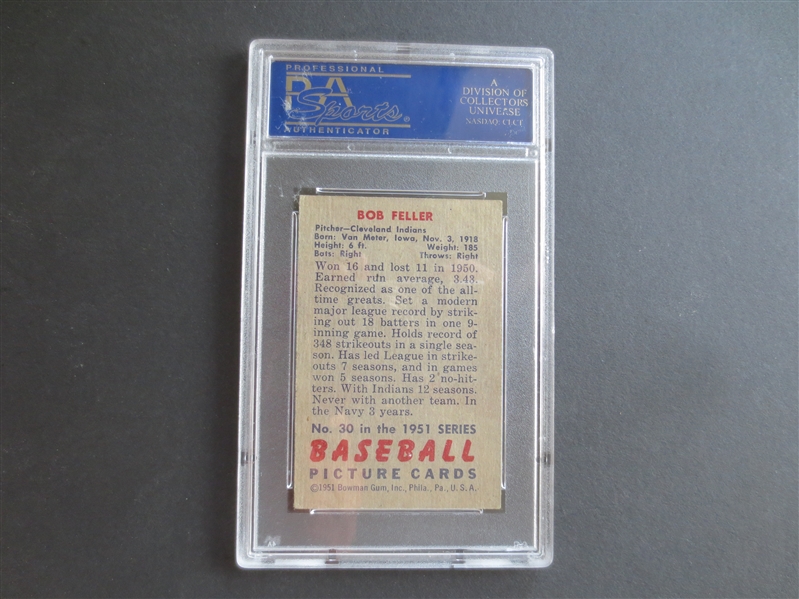 PROFESSIONAL
PSA
Sports®
AUTHENTICATOR
A
DIVISION OF
COLLECTORS
UNIVERSE
NASDAQ: CLCT
BOB FELLER
Pitcher—Cleveland Indians
Born: Van Meter, Iowa, Nov. 3, 1918
Height: 6 ft. Weight: 185
Bats: Right Throws: Right
Won 16 and lost 11 in 1950.
Earned run average, 3.43.
Recognized as one of the all-
time greats. Set a modern
major league record by strik-
ing out 18 batters in one 9-
inning game. Holds record of
348 strikeouts in a single sea-
son. Has led League in strike-
outs 7 seasons, and in games
won 5 seasons. Has 2 no-hit-
ters. With Indians 12 seasons.
Never with another team. In
the Navy 3 years.
No. 30 in the 1951 SERIES
BASEBALL
PICTURE CARDS
©1951 Bowman Gum, Inc., Phila., Pa., U. S. A.